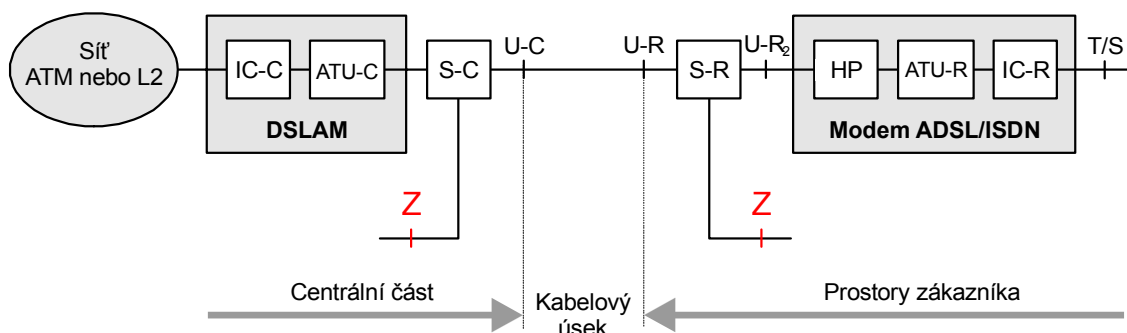 Síť
ATM nebo L2
IC-C
ATU-C
DSLAM
S-C
U-C
U-R
S-R
U-R2
HP
ATU-R
IC-R
Modem ADSL/ISDN
T/S
Z
Z
Centrální část
Kabelový
úsek
Prostory zákazníka